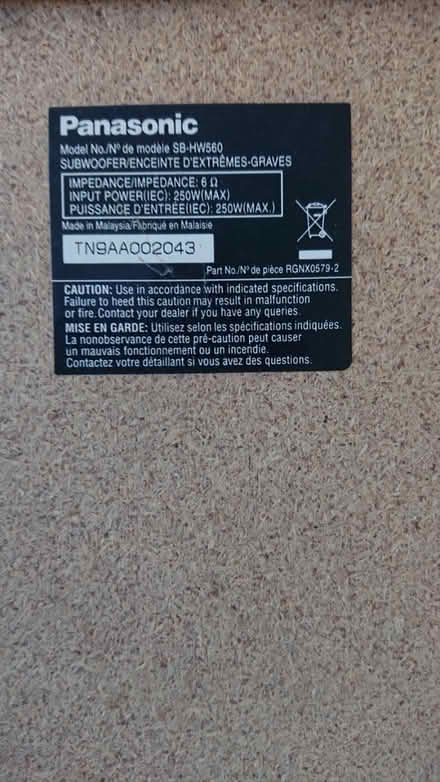 Panasonic
Model No./Nº de modèle SB-HW560
SUBWOOFER/ENCEINTE D'EXTRÊMES-GRAVES
IMPEDANCE/IMPEDANCE: 6 Ω
INPUT POWER(IEC): 250W(MAX)
PUISSANCE D'ENTRÉE(IEC): 250W(MAX.)
Made in Malaysia/Fabriqué en Malaisie
TN9AA002043
Part No./Nº de pièce RGNX0579-2
CAUTION: Use in accordance with indicated specifications.
Failure to heed this caution may result in malfunction
or fire. Contact your dealer if you have any queries.
MISE EN GARDE: Utilisez selon les spécifications indiquées.
La nonobservance de cette pré-caution peut causer
un mauvais fonctionnement ou un incendie.
Contactez votre détaillant si vous avez des questions.